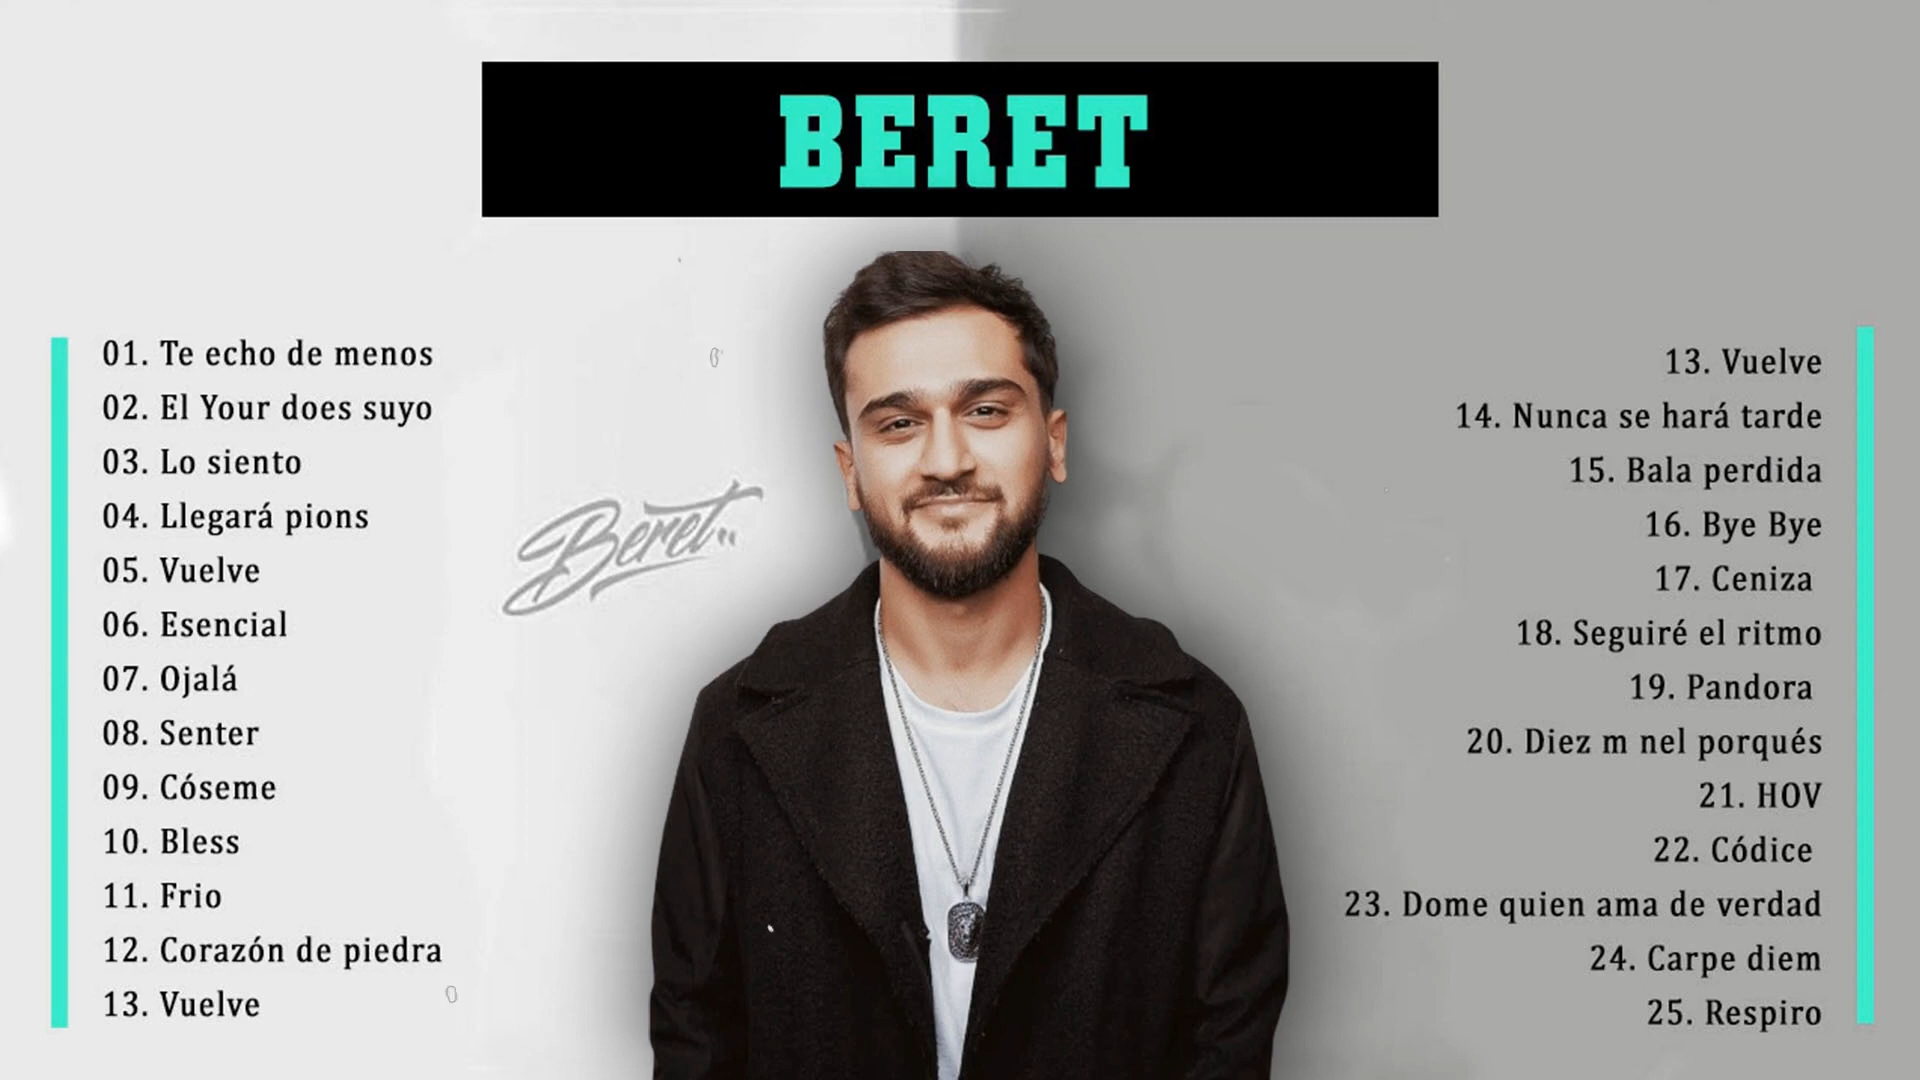 BERET
01. Te echo de menos
02. El Your does suyo
03. Lo siento
04. Llegará pions
05. Vuelve
06. Esencial
07. Ojalá
08. Senter
09. Cóseme
10. Bless
11. Frio
12. Corazón de piedra
13. Vuelve
Beret
13. Vuelve
14. Nunca se hará tarde
15. Bala perdida
16. Bye Bye
17. Ceniza
18. Seguiré el ritmo
19. Pandora
20. Diez m nel porqués
21. HOV
22. Códice
23. Dome quien ama de verdad
24. Carpe diem
25. Respiro